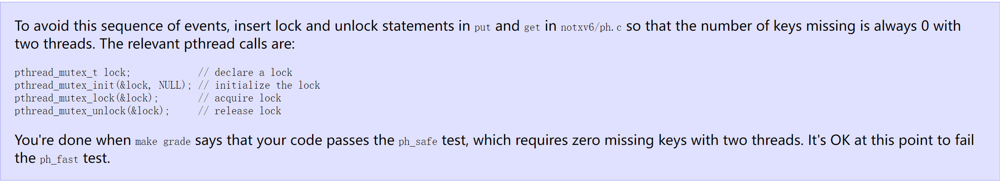 To avoid this sequence of events, insert lock and unlock statements in put and get in notxv6/ph.c so that the number of keys missing is always 0 with
two threads. The relevant pthread calls are:
pthread_mutex_t lock;            // declare a lock
pthread_mutex_init(&lock, NULL); // initialize the lock
pthread_mutex_lock(&lock);       // acquire lock
pthread_mutex_unlock(&lock);     // release lock
You're done when make grade says that your code passes the ph_safe test, which requires zero missing keys with two threads. It's OK at this point to fail
the ph_fast test.